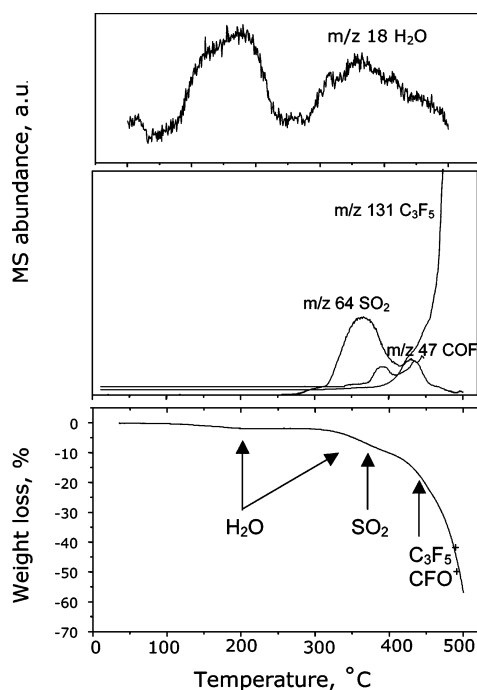 MS abundance, a.u.
m/z 18 H₂O
m/z 131 C₃F₅
m/z 64 SO₂
m/z 47 COF
Weight loss, %
0
-10
-20
-30
-40
-50
-60
-70
H₂O
SO₂
C₃F₅
CFO
0 100 200 300 400 500
Temperature, °C